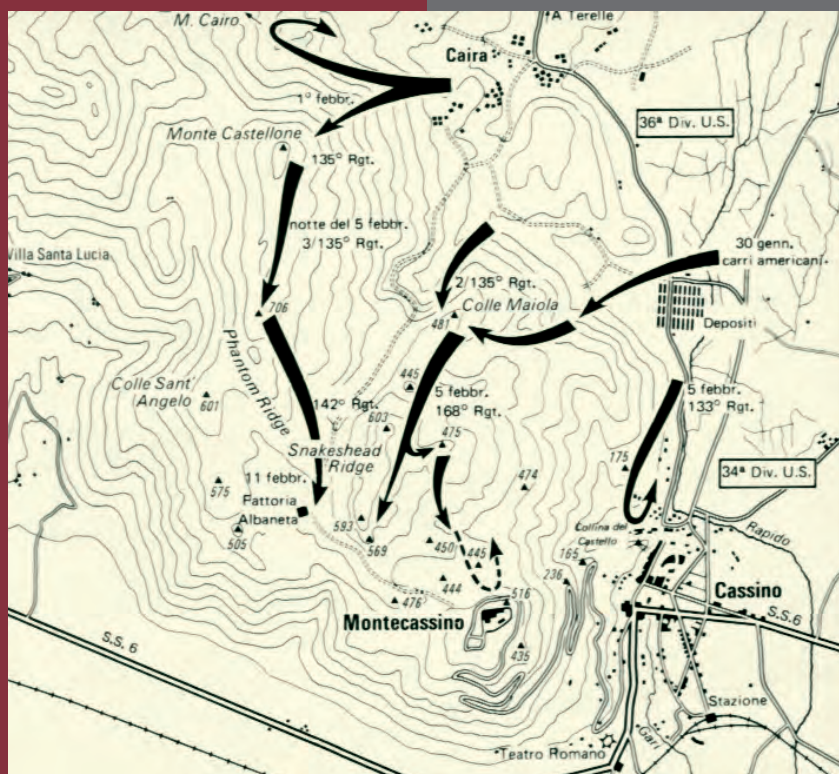 M. Cairo
A Terelle
Caira
1° febbr.
36ª Div. U.S.
Monte Castellone
135° Rgt.
notte del 5 febbr.
3/135° Rgt.
30 genn.
carri americani
Villa Santa Lucia
2/135° Rgt.
Colle Maiola
706
481
Depositi
Phantom Ridge
445
5 febbr.
168° Rgt.
5 febbr.
133° Rgt.
Colle Sant'
Angelo
601
142° Rgt.
603
475
Snakeshead
Ridge
175
34ª Div. U.S.
11 febbr.
575
474
Fattoria
Albaneta
505
593
569
450
445
165
Collina del
Castello
Rapido
444
236
476
516
Cassino
S.S.6
Montecassino
435
S.S. 6
Stazione
Gari
Teatro Romano